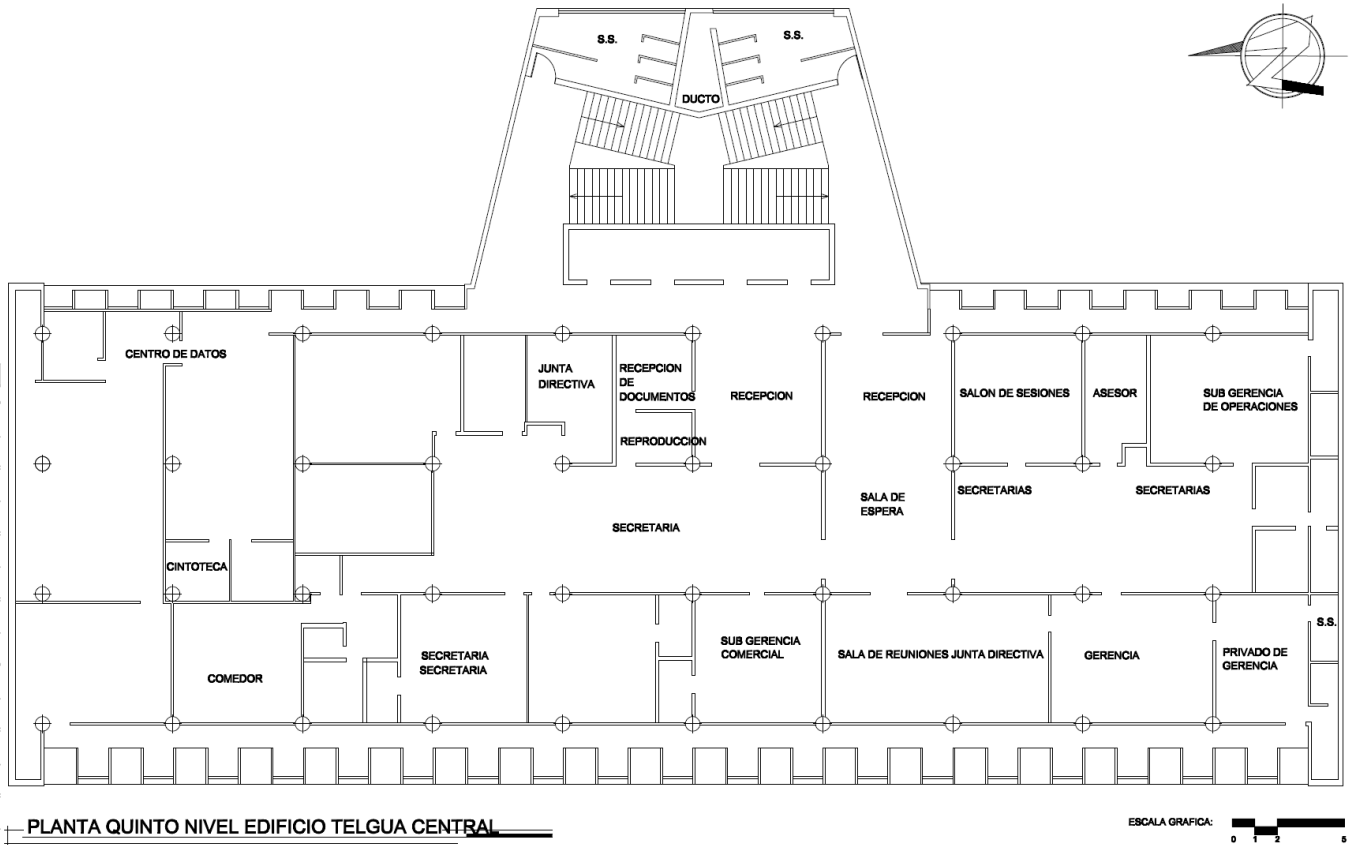 S.S.
S.S.
DUCTO
CENTRO DE DATOS
JUNTA
DIRECTIVA
RECEPCION
DE
DOCUMENTOS
RECEPCION
RECEPCION
SALON DE SESIONES
ASESOR
SUB GERENCIA
DE OPERACIONES
REPRODUCCION
SECRETARIA
SALA DE
ESPERA
SECRETARIAS
SECRETARIAS
CINTOTECA
COMEDOR
SECRETARIA
SECRETARIA
SUB GERENCIA
COMERCIAL
SALA DE REUNIONES JUNTA DIRECTIVA
GERENCIA
PRIVADO DE
GERENCIA
S.S.
PLANTA QUINTO NIVEL EDIFICIO TELGUA CENTRAL
ESCALA GRAFICA:
0 1 2 5